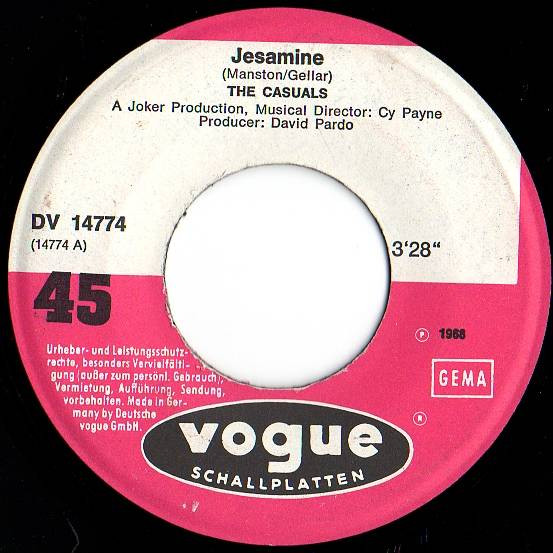 Jesamine
(Manston/Gellar)
THE CASUALS
A Joker Production, Musical Director: Cy Payne
Producer: David Pardo
DV 14774
(14774 A)
3'28"
45
℗ 1968
GEMA
Urheber- und Leistungsschutz-
rechte, besonders Vervielfälti-
gung (außer zum persönl. Gebrauch),
Vermietung, Aufführung, Sendung,
vorbehalten. Made in Ger-
many by Deutsche
vogue GmbH.
®
vogue
SCHALLPLATTEN